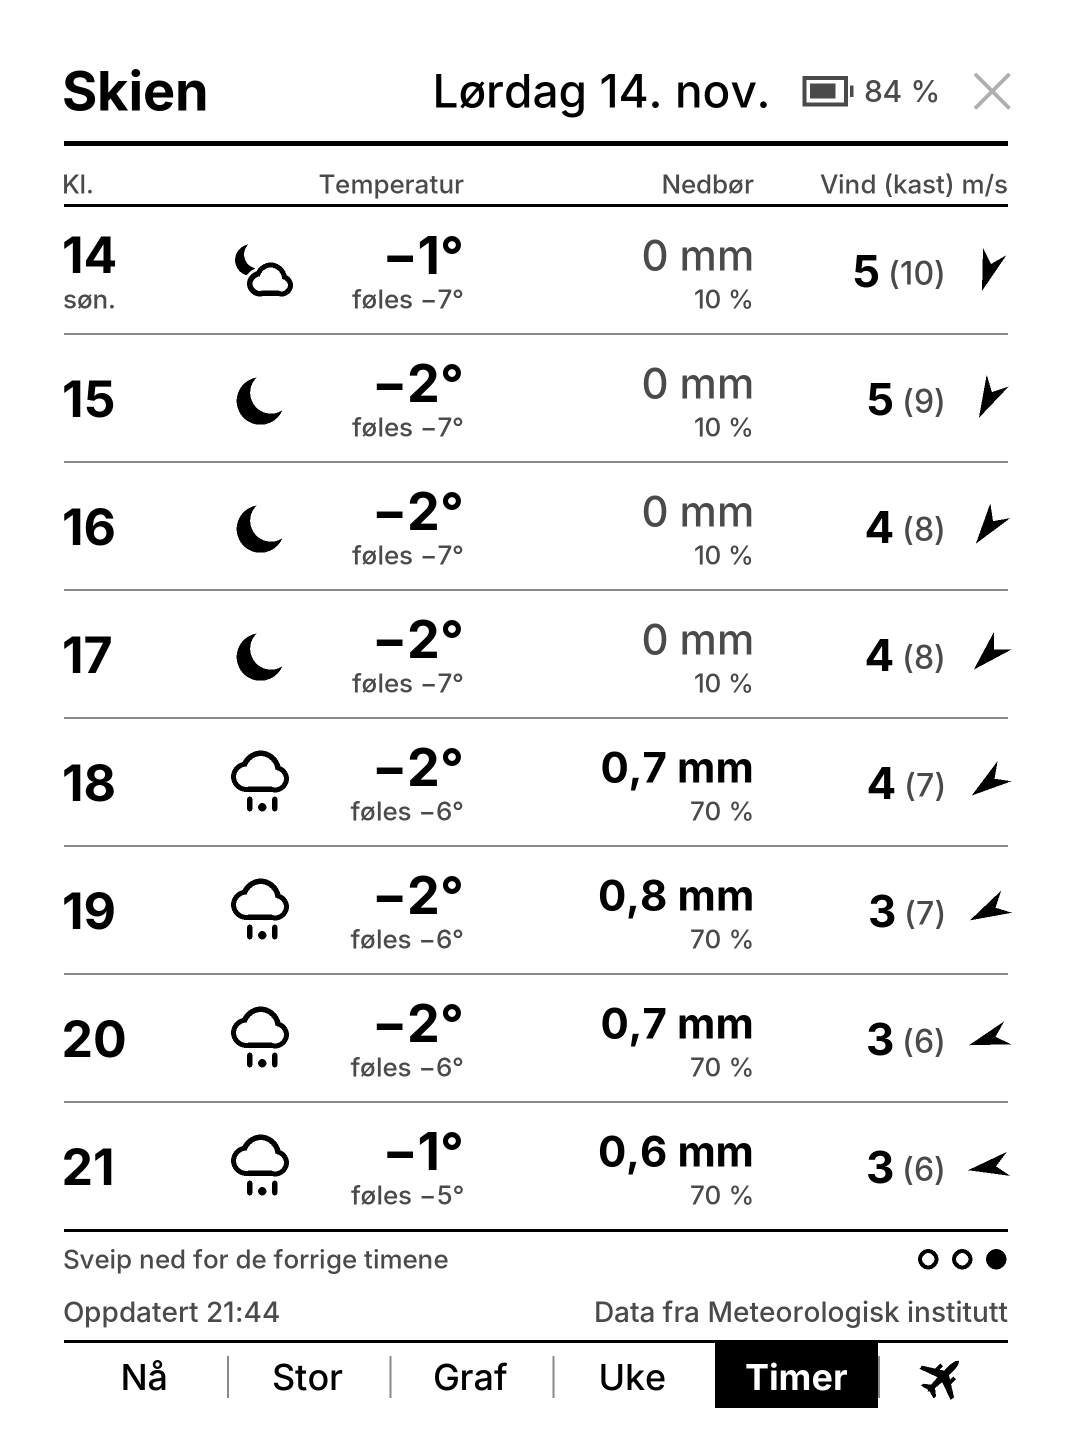 Skien Lørdag 14. nov. 84 %
Kl. Temperatur Nedbør Vind (kast) m/s
14 −1° 0 mm 5 (10)
søn. føles −7° 10 %
15 −2° 0 mm 5 (9)
føles −7° 10 %
16 −2° 0 mm 4 (8)
føles −7° 10 %
17 −2° 0 mm 4 (8)
føles −7° 10 %
18 −2° 0,7 mm 4 (7)
føles −6° 70 %
19 −2° 0,8 mm 3 (7)
føles −6° 70 %
20 −2° 0,7 mm 3 (6)
føles −6° 70 %
21 −1° 0,6 mm 3 (6)
føles −5° 70 %
Sveip ned for de forrige timene
Oppdatert 21:44 Data fra Meteorologisk institutt
Nå Stor Graf Uke Timer